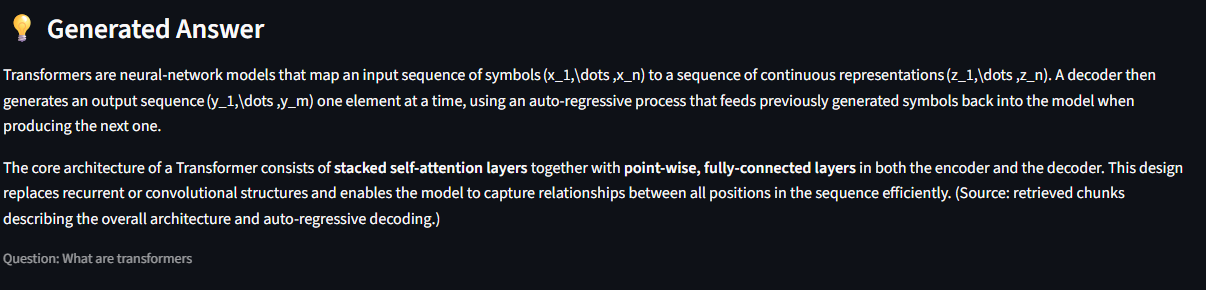 💡 Generated Answer
Transformers are neural-network models that map an input sequence of symbols (x_1,\dots ,x_n) to a sequence of continuous representations (z_1,\dots ,z_n). A decoder then
generates an output sequence (y_1,\dots ,y_m) one element at a time, using an auto-regressive process that feeds previously generated symbols back into the model when
producing the next one.
The core architecture of a Transformer consists of stacked self-attention layers together with point-wise, fully-connected layers in both the encoder and the decoder. This design
replaces recurrent or convolutional structures and enables the model to capture relationships between all positions in the sequence efficiently. (Source: retrieved chunks
describing the overall architecture and auto-regressive decoding.)
Question: What are transformers